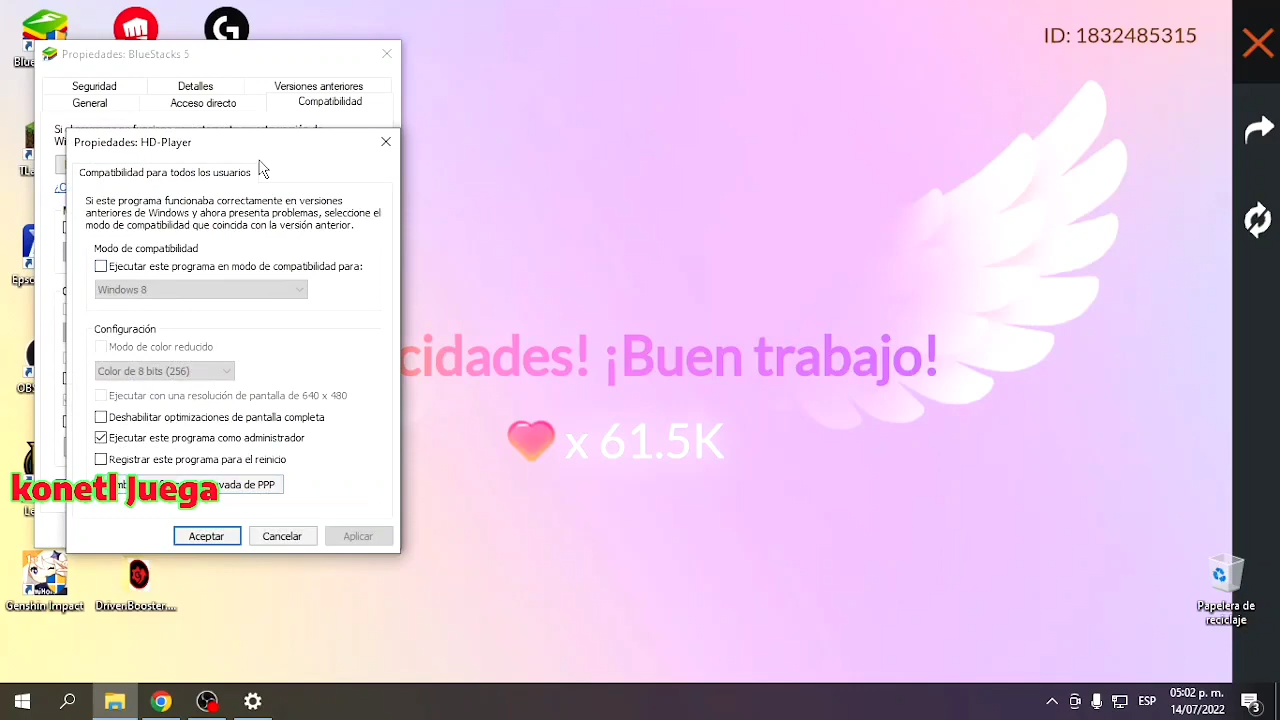 ID: 1832485315
Propiedades: BlueStacks 5
Seguridad
Detalles
Versiones anteriores
General
Acceso directo
Compatibilidad
Propiedades: HD-Player
Compatibilidad para todos los usuarios
Si este programa funcionaba correctamente en versiones
anteriores de Windows y ahora presenta problemas, seleccione el
modo de compatibilidad que coincida con la versión anterior.
Modo de compatibilidad
Ejecutar este programa en modo de compatibilidad para:
Windows 8
Configuración
Modo de color reducido
Color de 8 bits (256)
Ejecutar con una resolución de pantalla de 640 x 480
Deshabilitar optimizaciones de pantalla completa
Ejecutar este programa como administrador
Registrar este programa para el reinicio
de PPP
konetl Juega
Aceptar
Cancelar
Aplicar
cidades! ¡Buen trabajo!
x 61.5K
Genshin Impact
DrivenBooster....
Papelera de
reciclaje
ESP
05:02 p. m.
14/07/2022
3